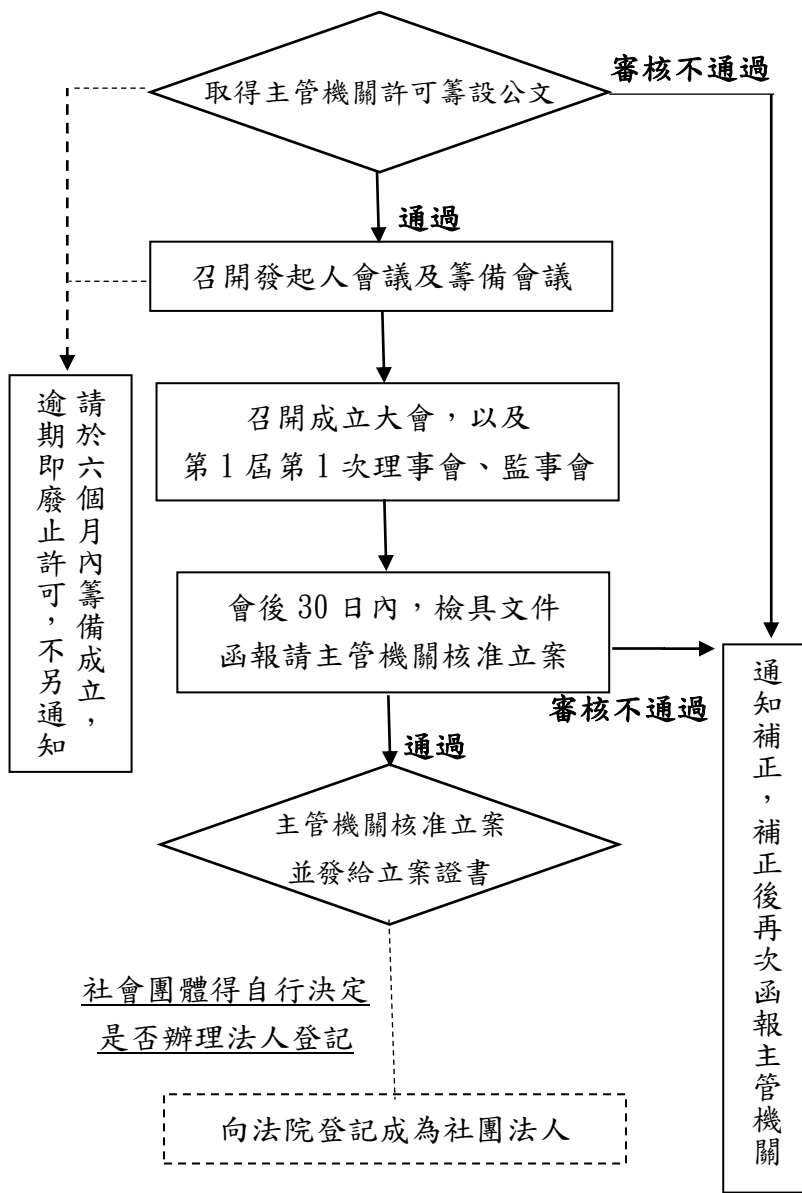 取得主管機關許可籌設公文
審核不通過
通過
召開發起人會議及籌備會議
請於六個月內籌備成立，
逾期即廢止許可，不另通知
召開成立大會，以及
第1屆第1次理事會、監事會
會後30日內，檢具文件
函報請主管機關核准立案
審核不通過
通過
通知補正，補正後再次函報主管機關
主管機關核准立案
並發給立案證書
社會團體得自行決定
是否辦理法人登記
向法院登記成為社團法人